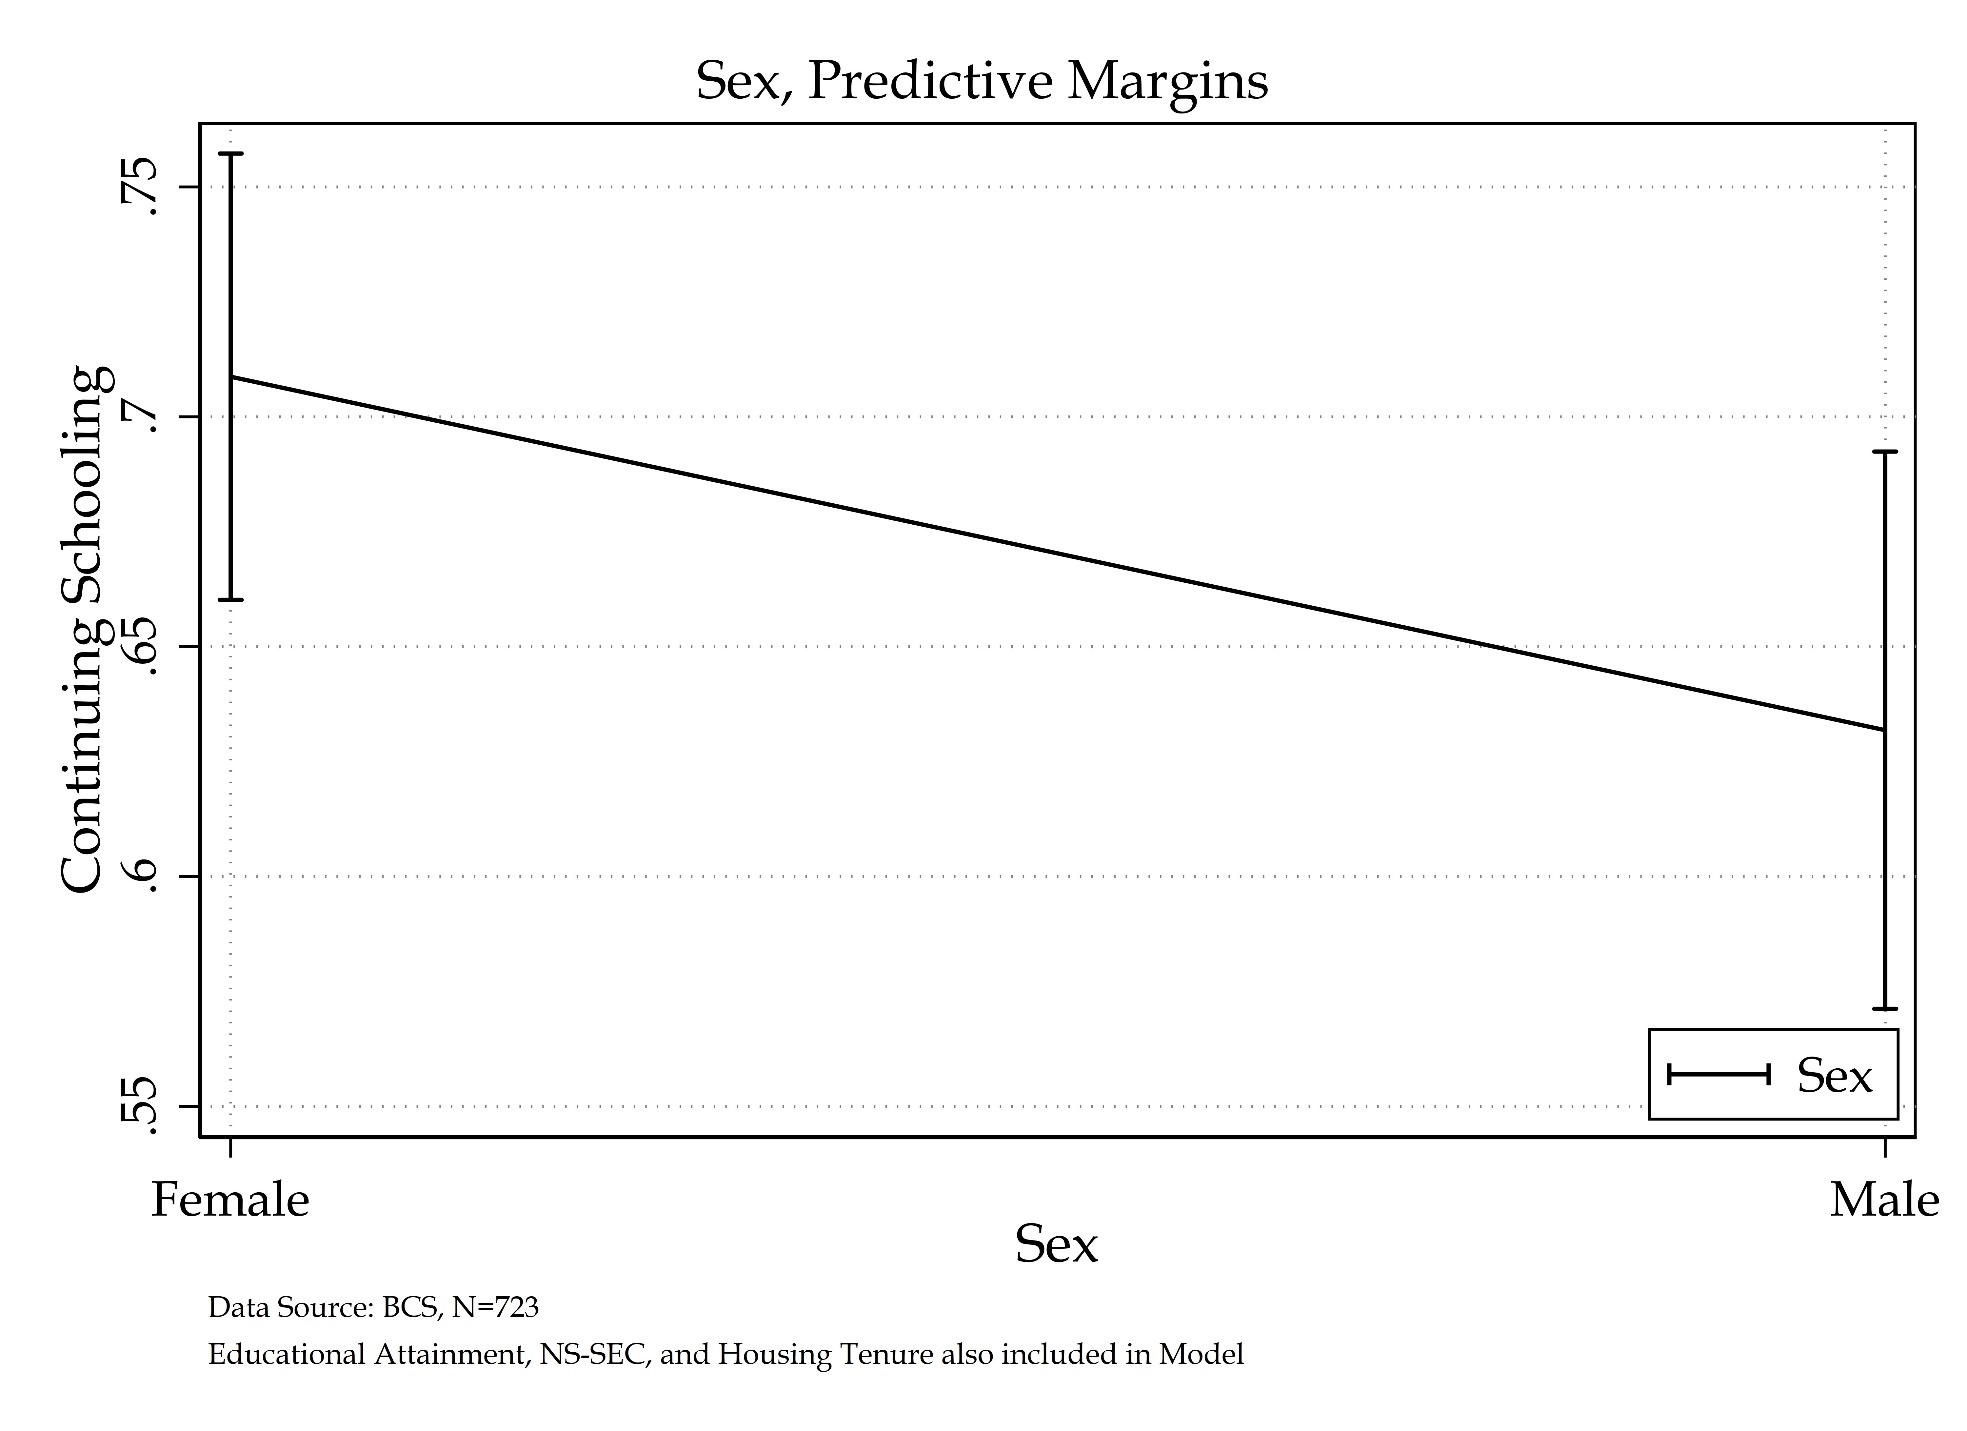 Sex, Predictive Margins
Continuing Schooling
.75
.7
.65
.6
.55
Sex
Female
Male
Sex
Data Source: BCS, N=723
Educational Attainment, NS-SEC, and Housing Tenure also included in Model